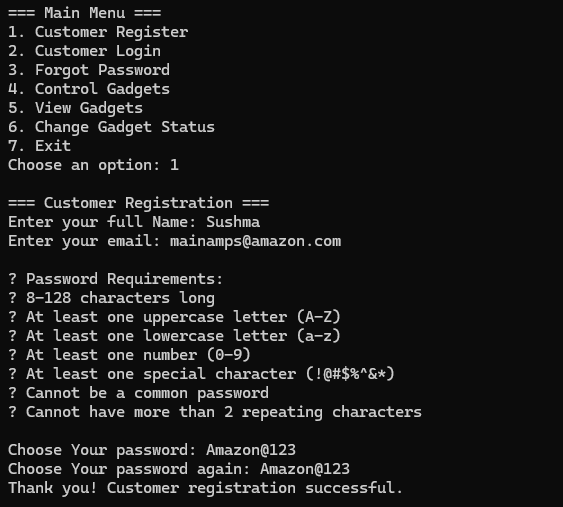 === Main Menu ===
1. Customer Register
2. Customer Login
3. Forgot Password
4. Control Gadgets
5. View Gadgets
6. Change Gadget Status
7. Exit
Choose an option: 1
=== Customer Registration ===
Enter your full Name: Sushma
Enter your email: mainamps@amazon.com
? Password Requirements:
? 8-128 characters long
? At least one uppercase letter (A-Z)
? At least one lowercase letter (a-z)
? At least one number (0-9)
? At least one special character (!@#$%^&*)
? Cannot be a common password
? Cannot have more than 2 repeating characters
Choose Your password: Amazon@123
Choose Your password again: Amazon@123
Thank you! Customer registration successful.